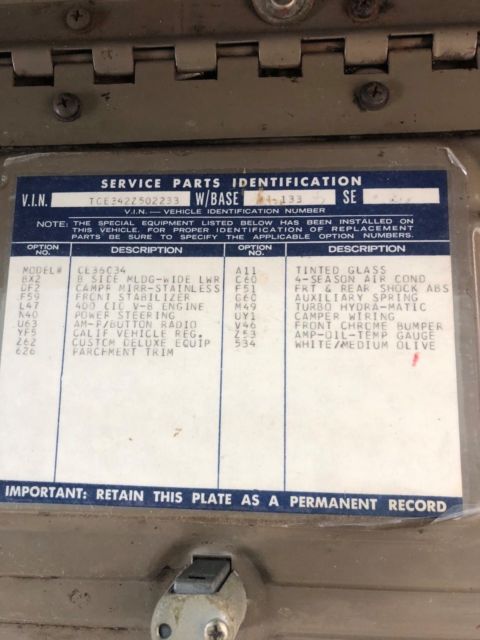 SERVICE PARTS IDENTIFICATION
V.I.N. TCE342Z502233 W/BASE 133 SE
V.I.N. — VEHICLE IDENTIFICATION NUMBER
NOTE: THE SPECIAL EQUIPMENT LISTED BELOW HAS BEEN INSTALLED ON
THIS VEHICLE. FOR PROPER IDENTIFICATION OF REPLACEMENT
PARTS BE SURE TO SPECIFY THE APPLICABLE OPTION NUMBERS.
OPTION NO. DESCRIPTION OPTION NO. DESCRIPTION
MODEL# CE36C34 A11 TINTED GLASS
BX2 B SIDE MLDG-WIDE LWR C60 4-SEASON AIR COND
DF2 CAMPR MIRR-STAINLESS F51 FRT & REAR SHOCK ABS
F59 FRONT STABILIZER G60 AUXILIARY SPRING
L47 400 CID V-8 ENGINE M49 TURBO HYDRA-MATIC
N40 POWER STEERING UY1 CAMPER WIRING
U63 AM-P/BUTTON RADIO V46 FRONT CHROME BUMPER
YF5 CALIF VEHICLE REG. Z53 AMP-OIL-TEMP GAUGE
Z62 CUSTOM DELUXE EQUIP 534 WHITE/MEDIUM OLIVE
626 PARCHMENT TRIM
IMPORTANT: RETAIN THIS PLATE AS A PERMANENT RECORD